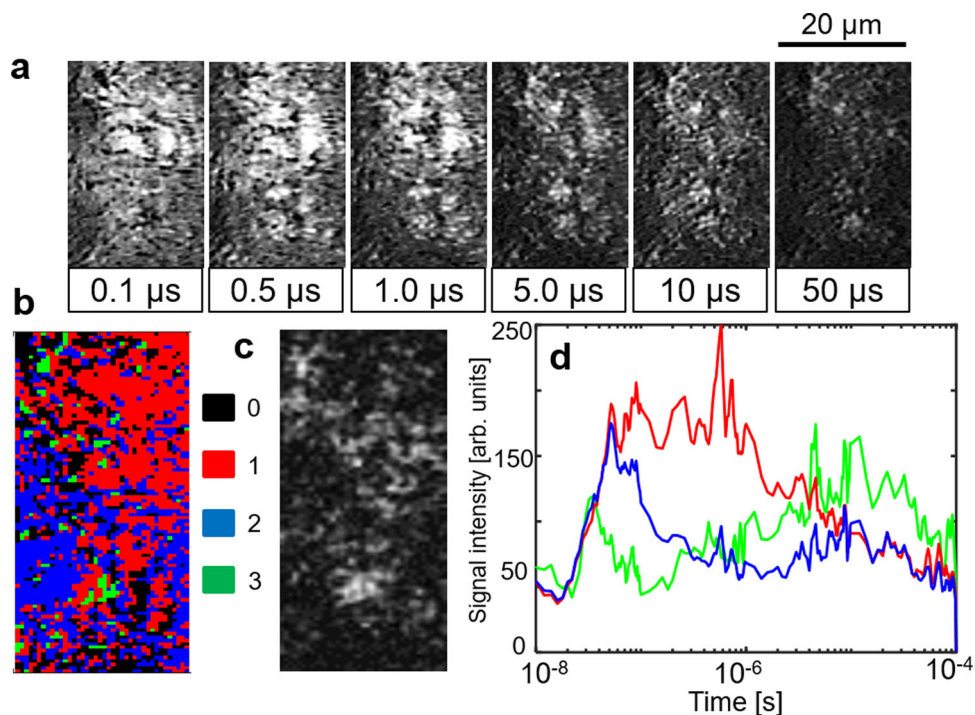 20 µm
a
0.1 µs 0.5 µs 1.0 µs 5.0 µs 10 µs 50 µs
b
0
1
2
3
c
d
250
150
50
0
Signal intensity [arb. units]
10-8 10-6 10-4
Time [s]